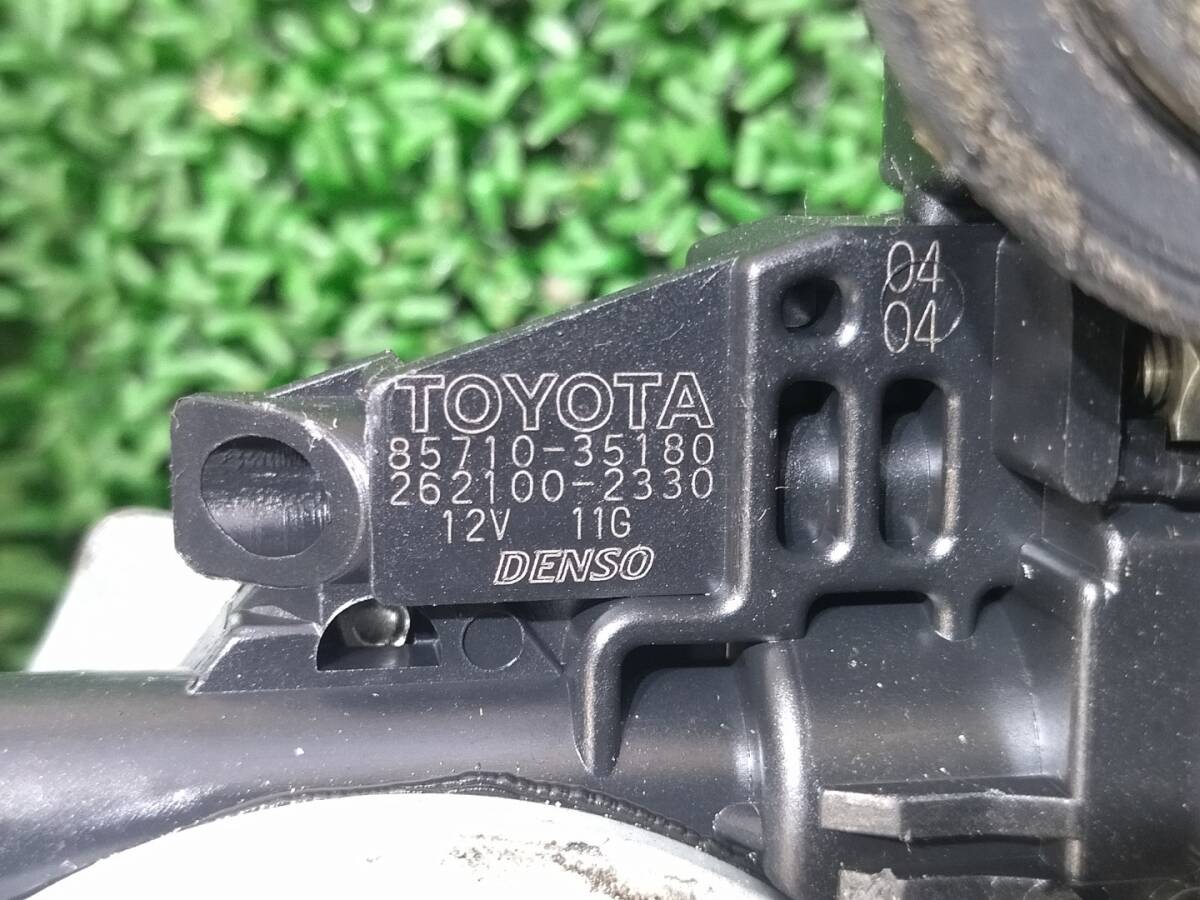 04
04
TOYOTA
85710-35180
262100-2330
12V 11G
DENSO